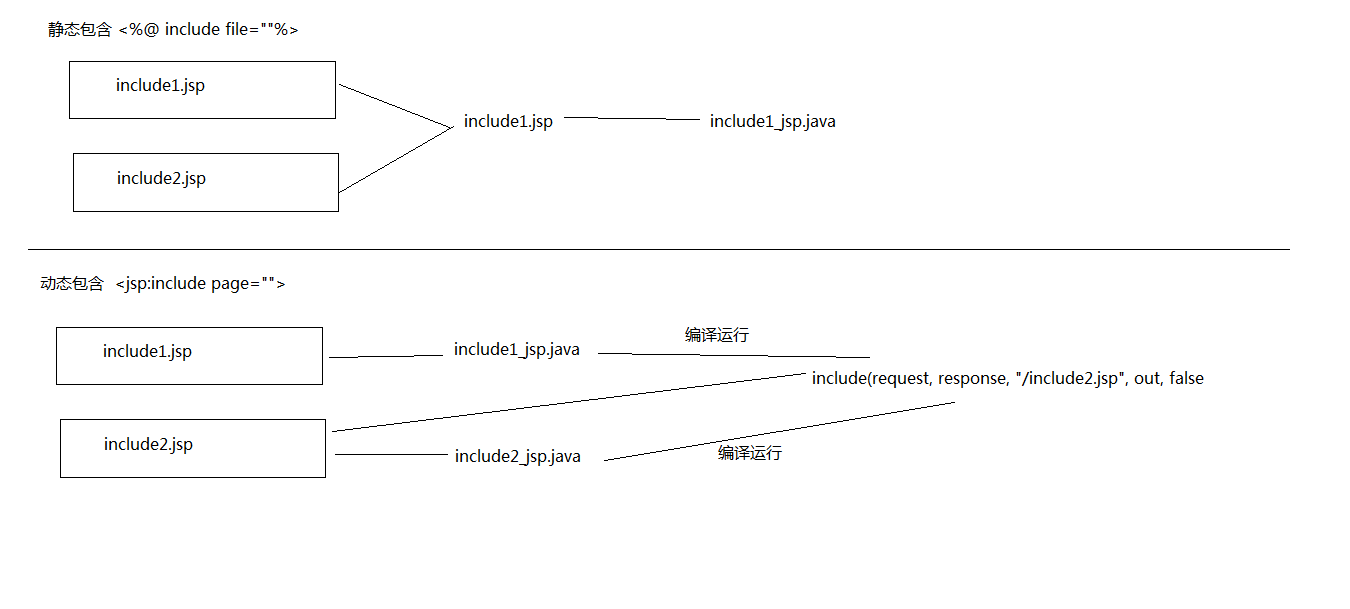 静态包含 <%@ include file=""%>
include1.jsp
include1.jsp
include1_jsp.java
include2.jsp
动态包含 <jsp:include page="">
编译运行
include1.jsp
include1_jsp.java
include(request, response, "/include2.jsp", out, false
include2.jsp
include2_jsp.java
编译运行